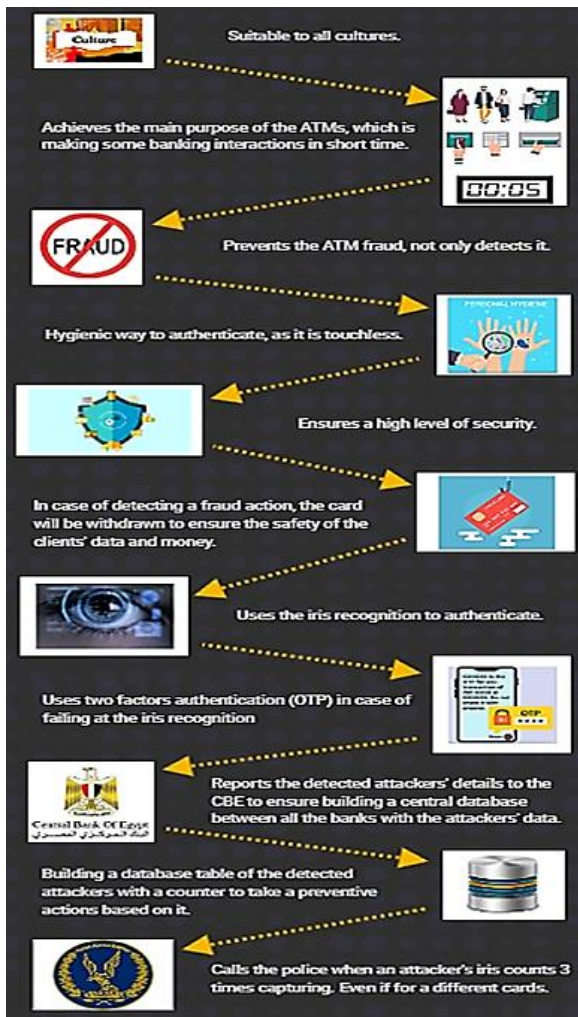 Culture
Suitable to all cultures.
Achieves the main purpose of the ATMs, which is
making some banking interactions in short time.
00:05
FRAUD
Prevents the ATM fraud, not only detects it.
PERSONAL HYGIENE
Hygienic way to authenticate, as it is touchless.
Ensures a high level of security.
In case of detecting a fraud action, the card
will be withdrawn to ensure the safety of the
clients' data and money.
Uses the iris recognition to authenticate.
Uses two factors authentication (OTP) in case of
failing at the iris recognition
OTP
Reports the detected attackers' details to the
CBE to ensure building a central database
between all the banks with the attackers' data.
Central Bank Of Egypt
البنك المركزي المصري
Building a database table of the detected
attackers with a counter to take a preventive
actions based on it.
Calls the police when an attacker's iris counts 3
times capturing. Even if for a different cards.